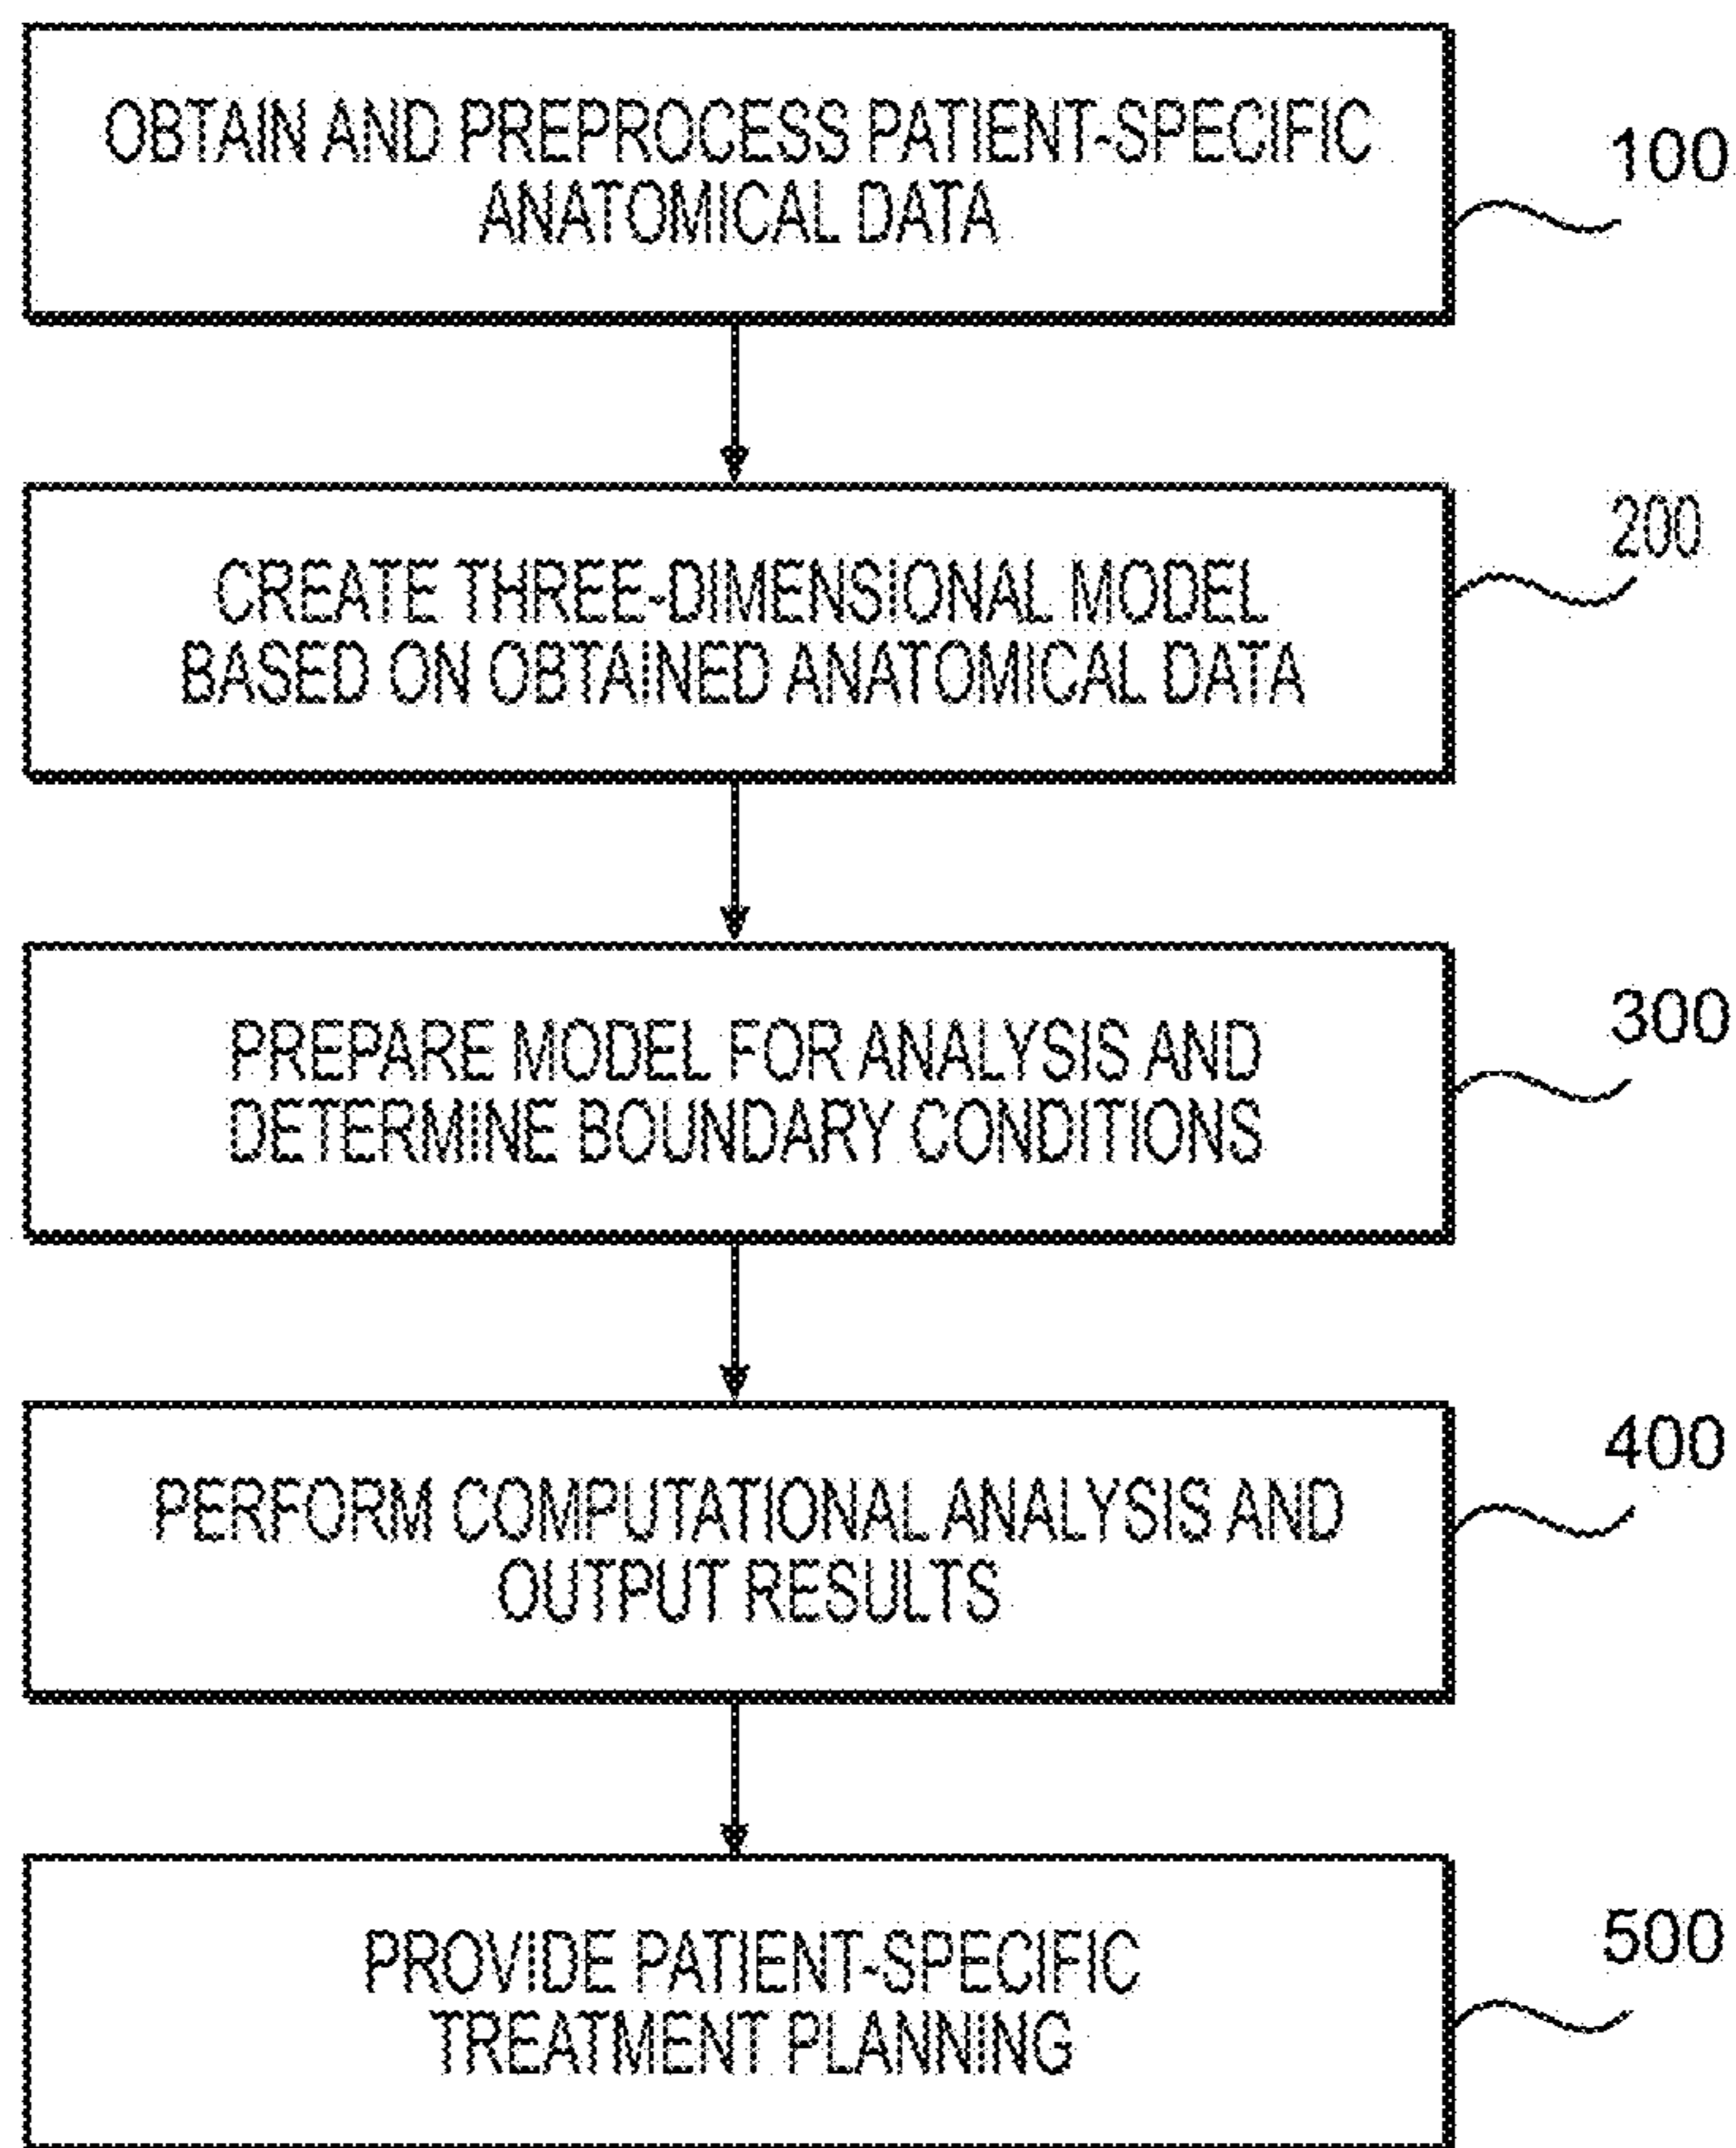 OBTAIN AND PREPROCESS PATIENT-SPECIFIC
ANATOMICAL DATA
100
CREATE THREE-DIMENSIONAL MODEL
BASED ON OBTAINED ANATOMICAL DATA
200
PREPARE MODEL FOR ANALYSIS AND
DETERMINE BOUNDARY CONDITIONS
300
PERFORM COMPUTATIONAL ANALYSIS AND
OUTPUT RESULTS
400
PROVIDE PATIENT-SPECIFIC
TREATMENT PLANNING
500